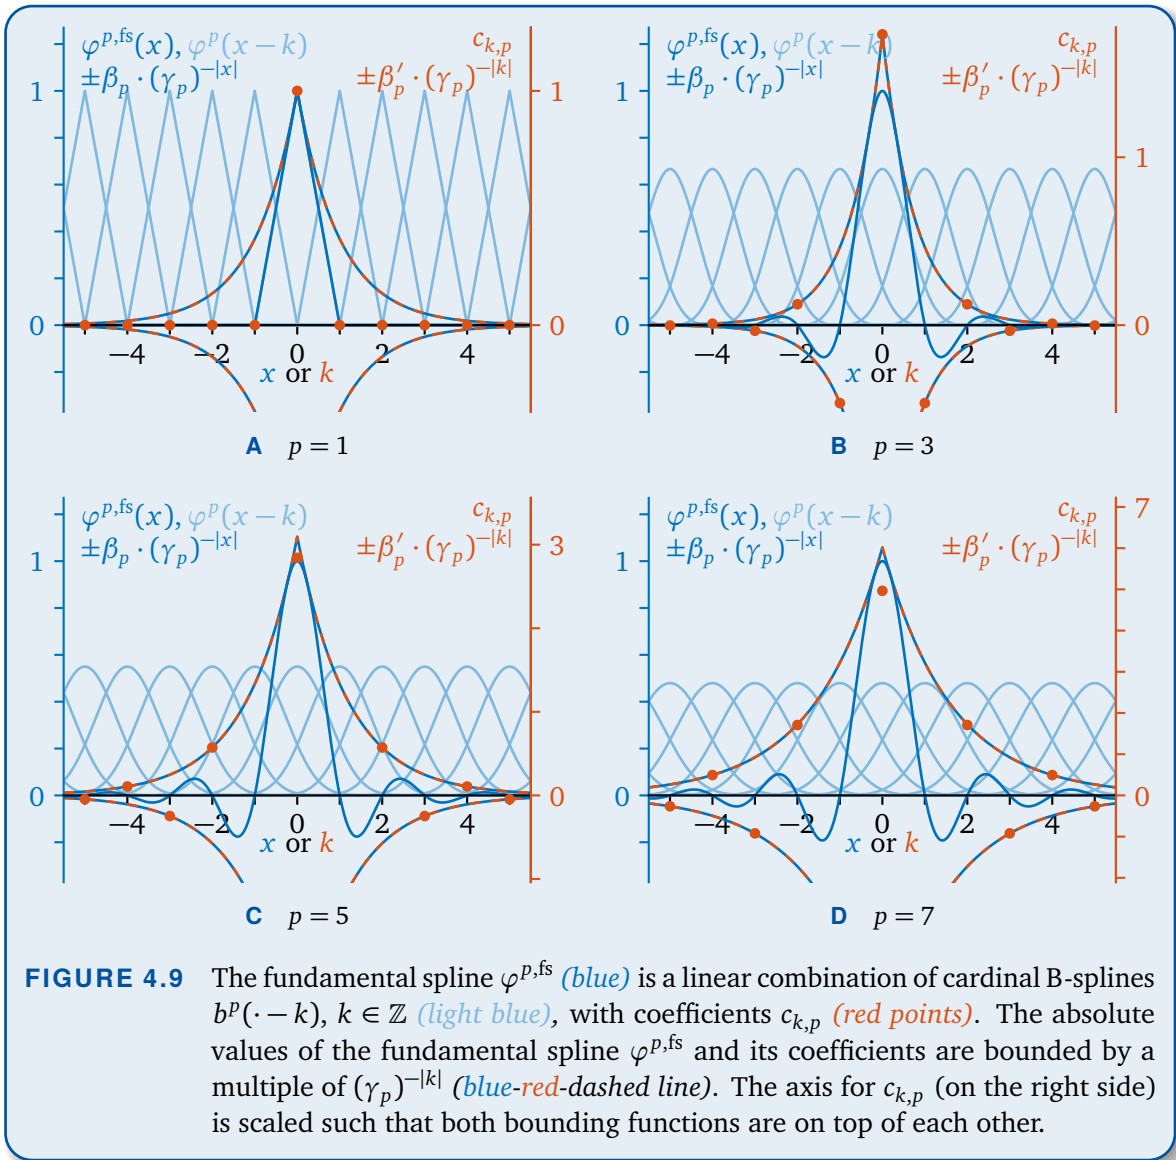 φ^{p,fs}(x), φ^p(x − k)
±β_p · (γ_p)^{−|x|}
c_{k,p}
±β′_p · (γ_p)^{−|k|}
1
0
1
0
−4 −2 0 2 4
x or k
A p = 1
φ^{p,fs}(x), φ^p(x − k)
±β_p · (γ_p)^{−|x|}
c_{k,p}
±β′_p · (γ_p)^{−|k|}
1
0
1
0
−4 −2 0 2 4
x or k
B p = 3
φ^{p,fs}(x), φ^p(x − k)
±β_p · (γ_p)^{−|x|}
c_{k,p}
±β′_p · (γ_p)^{−|k|}
1
0
3
0
−4 −2 0 2 4
x or k
C p = 5
φ^{p,fs}(x), φ^p(x − k)
±β_p · (γ_p)^{−|x|}
c_{k,p}
±β′_p · (γ_p)^{−|k|}
1
0
7
0
−4 −2 0 2 4
x or k
D p = 7
FIGURE 4.9 The fundamental spline φ^{p,fs} (blue) is a linear combination of cardinal B-splines
b^p(· − k), k ∈ ℤ (light blue), with coefficients c_{k,p} (red points). The absolute
values of the fundamental spline φ^{p,fs} and its coefficients are bounded by a
multiple of (γ_p)^{−|k|} (blue-red-dashed line). The axis for c_{k,p} (on the right side)
is scaled such that both bounding functions are on top of each other.